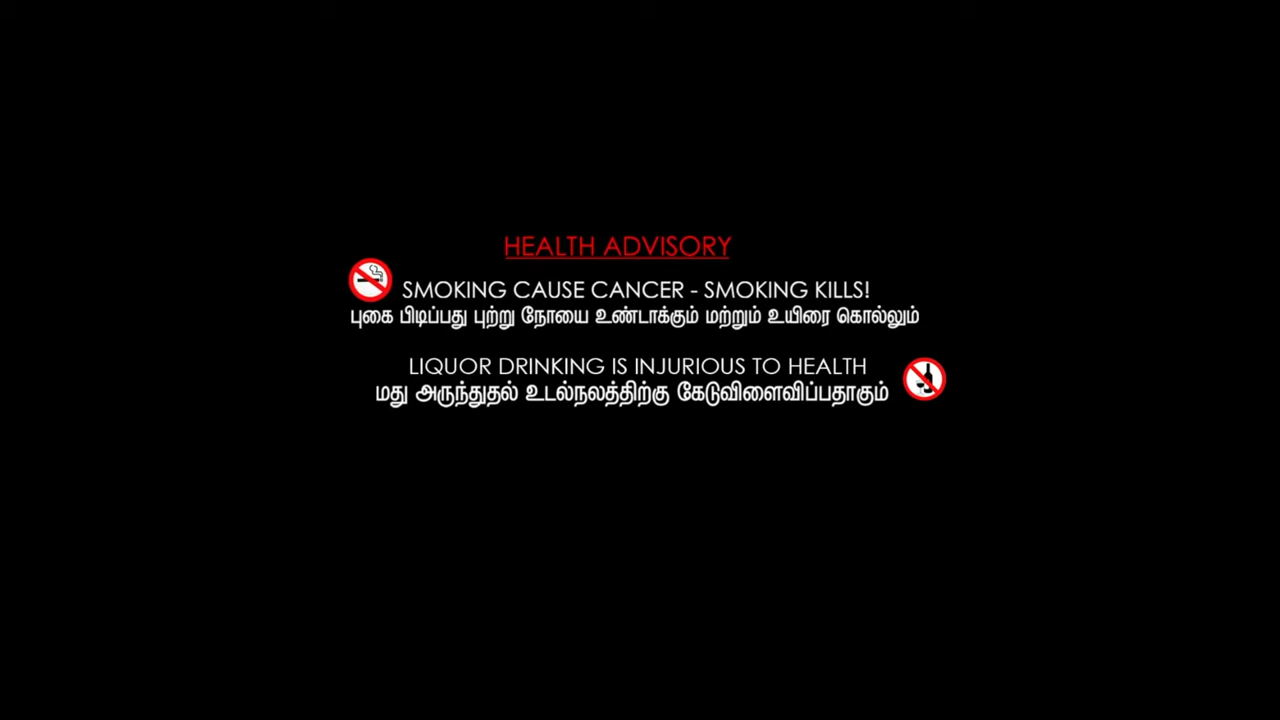 HEALTH ADVISORY
SMOKING CAUSE CANCER - SMOKING KILLS!
புகை பிடிப்பது புற்று நோயை உண்டாக்கும் மற்றும் உயிரை கொல்லும்
LIQUOR DRINKING IS INJURIOUS TO HEALTH
மது அருந்துதல் உடல்நலத்திற்கு கேடுவிளைவிப்பதாகும்